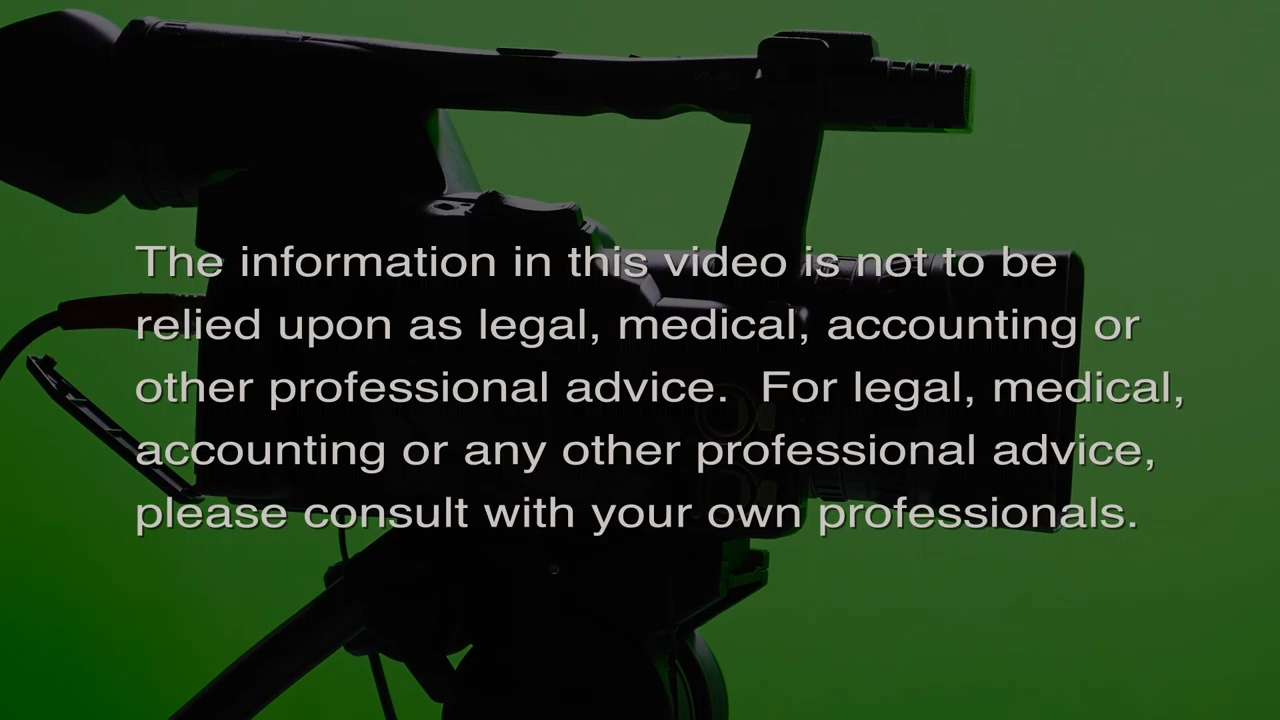 The information in this video is not to be
relied upon as legal, medical, accounting or
other professional advice.  For legal, medical,
accounting or any other professional advice,
please consult with your own professionals.